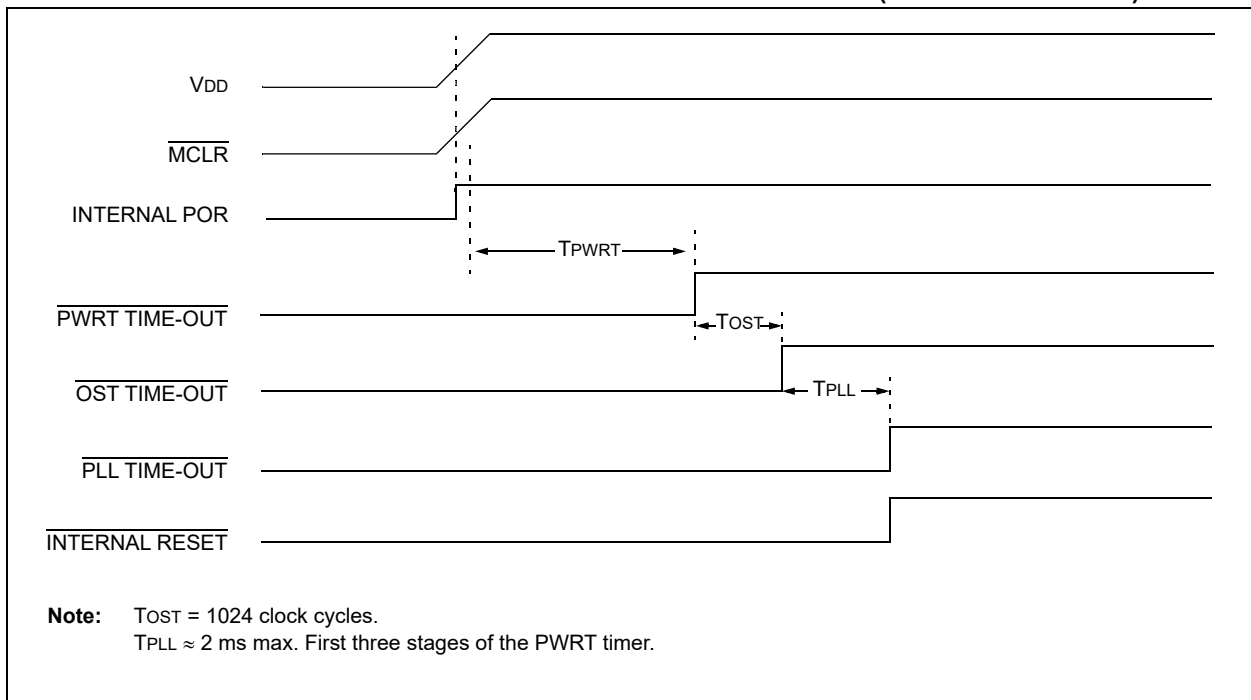 VDD
MCLR
INTERNAL POR
TPWRT
PWRT TIME-OUT
TOST
OST TIME-OUT
TPLL
PLL TIME-OUT
INTERNAL RESET
Note: TOST = 1024 clock cycles.
TPLL ≈ 2 ms max. First three stages of the PWRT timer.